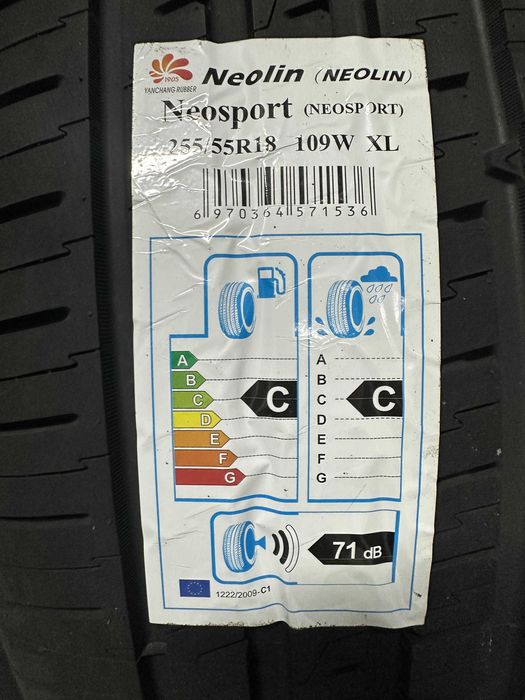 1905
YANCHANG RUBBER
Neolin (NEOLIN)
Neosport (NEOSPORT)
255/55R18 109W XL
6 970364 571536
A
B
C
D
E
F
G
C
A
B
C
D
E
F
G
C
71 dB
1222/2009-C1